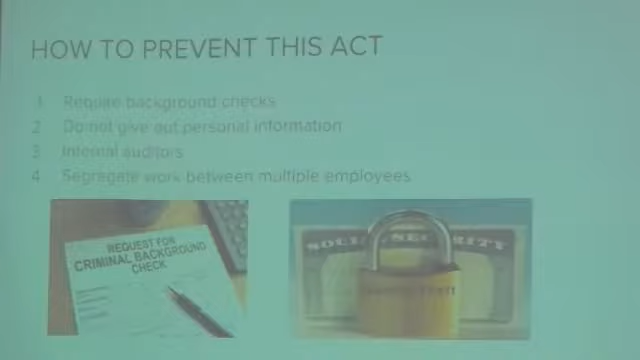 HOW TO PREVENT THIS ACT
1 Require background checks
2 Do not give out personal information
3 Internal auditors
4 Segregate work between multiple employees
REQUEST FOR
CRIMINAL BACKGROUND
CHECK
SOCIAL SECURITY